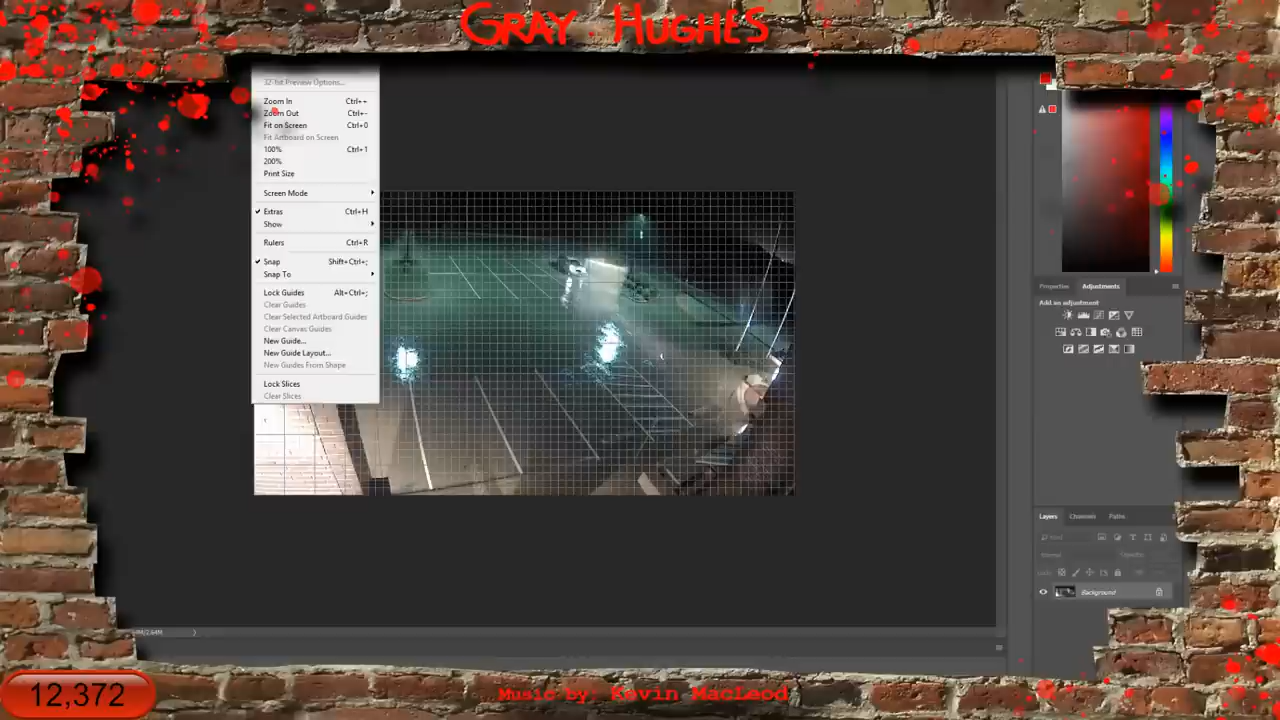 GRAY HUGHES
32-bit Preview Options...
Zoom In Ctrl++
Zoom Out Ctrl+-
Fit on Screen Ctrl+0
Fit Artboard on Screen
100% Ctrl+1
200%
Print Size
Screen Mode
Extras Ctrl+H
Show
Rulers Ctrl+R
Snap Shift+Ctrl+;
Snap To
Lock Guides Alt+Ctrl+;
Clear Guides
Clear Selected Artboard Guides
Clear Canvas Guides
New Guide...
New Guide Layout...
New Guides From Shape
Lock Slices
Clear Slices
Properties Adjustments
Add an adjustment
Layers Channels Paths
Kind
Normal Opacity:
Lock:
Background
12,372
Music by: Kevin MacLeod